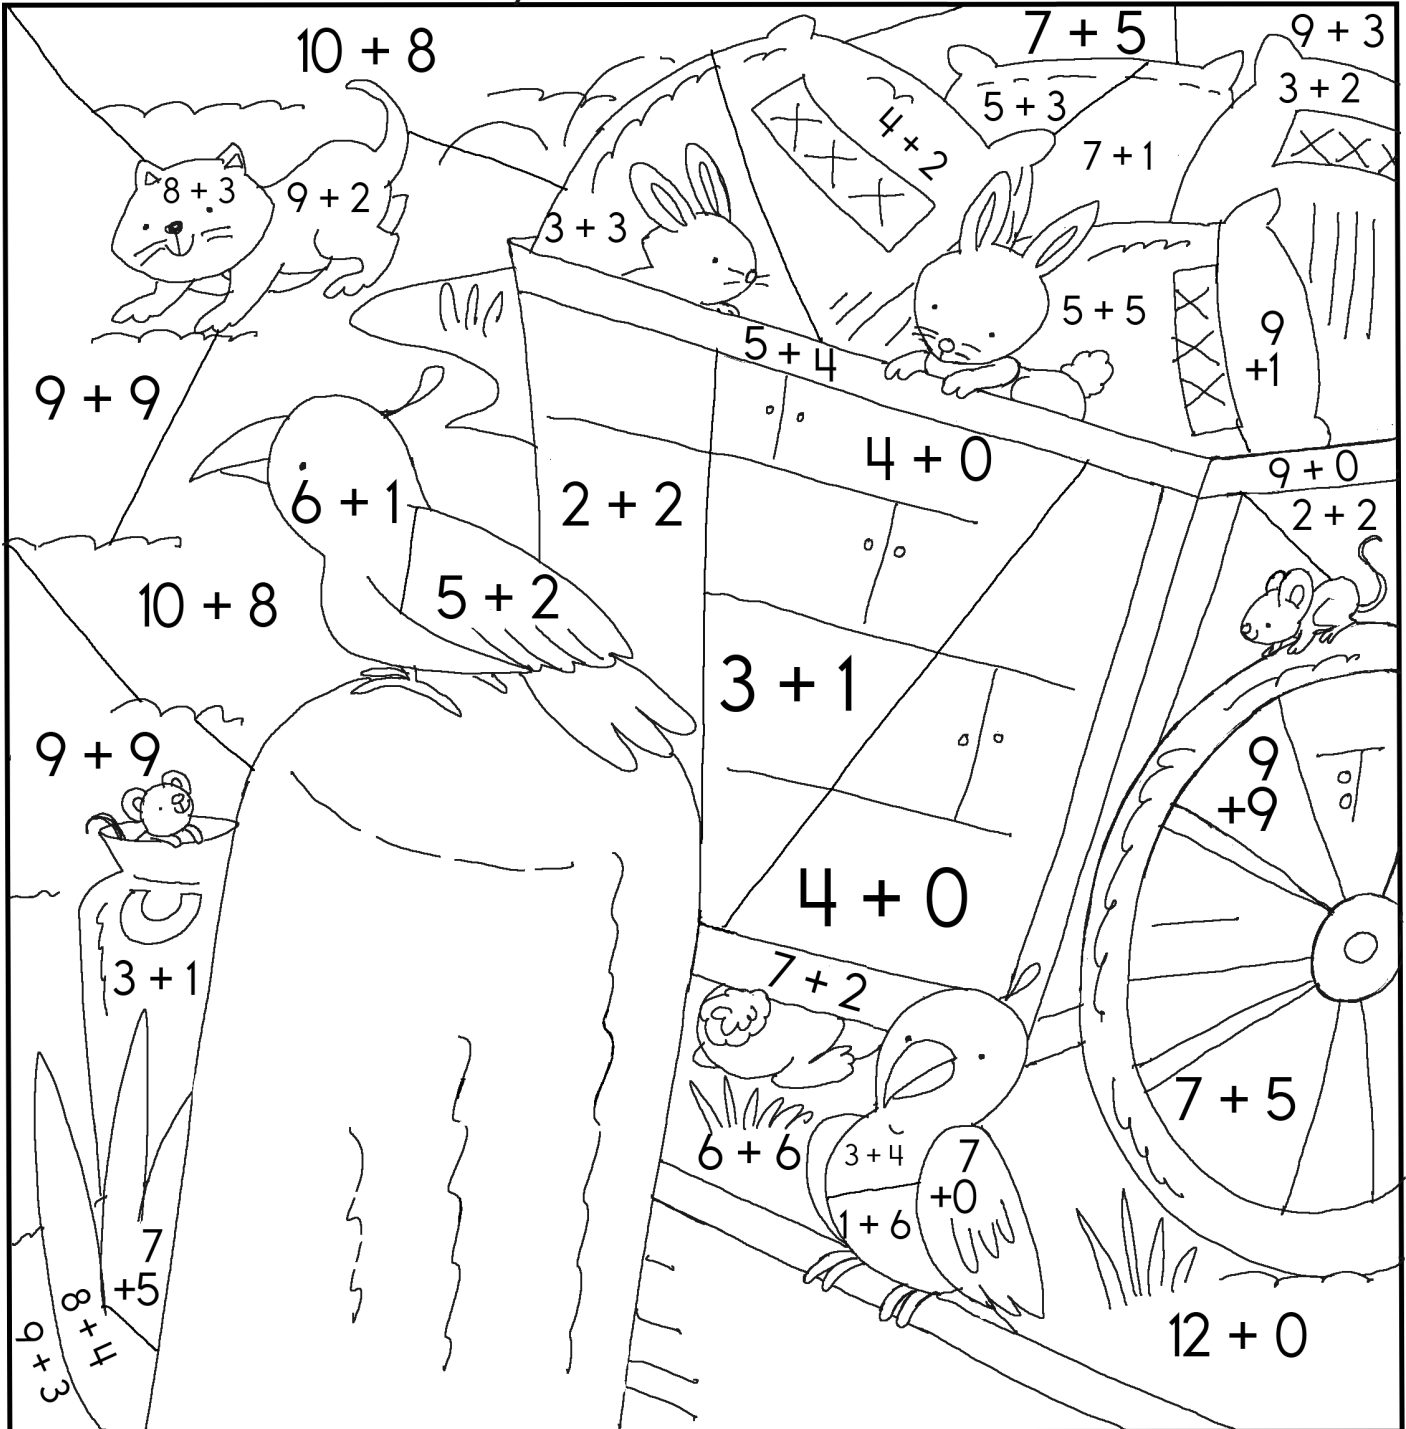 10 + 8
7 + 5
9 + 3
3 + 2
5 + 3
4 + 2
7 + 1
8 + 3
9 + 2
3 + 3
5 + 5
9
+1
5 + 4
9 + 9
4 + 0
9 + 0
6 + 1
2 + 2
2 + 2
10 + 8
5 + 2
3 + 1
9 + 9
9
+9
4 + 0
3 + 1
7 + 2
7 + 5
6 + 6
3 + 4
7
+0
1 + 6
7
+5
8 + 4
9 + 3
12 + 0